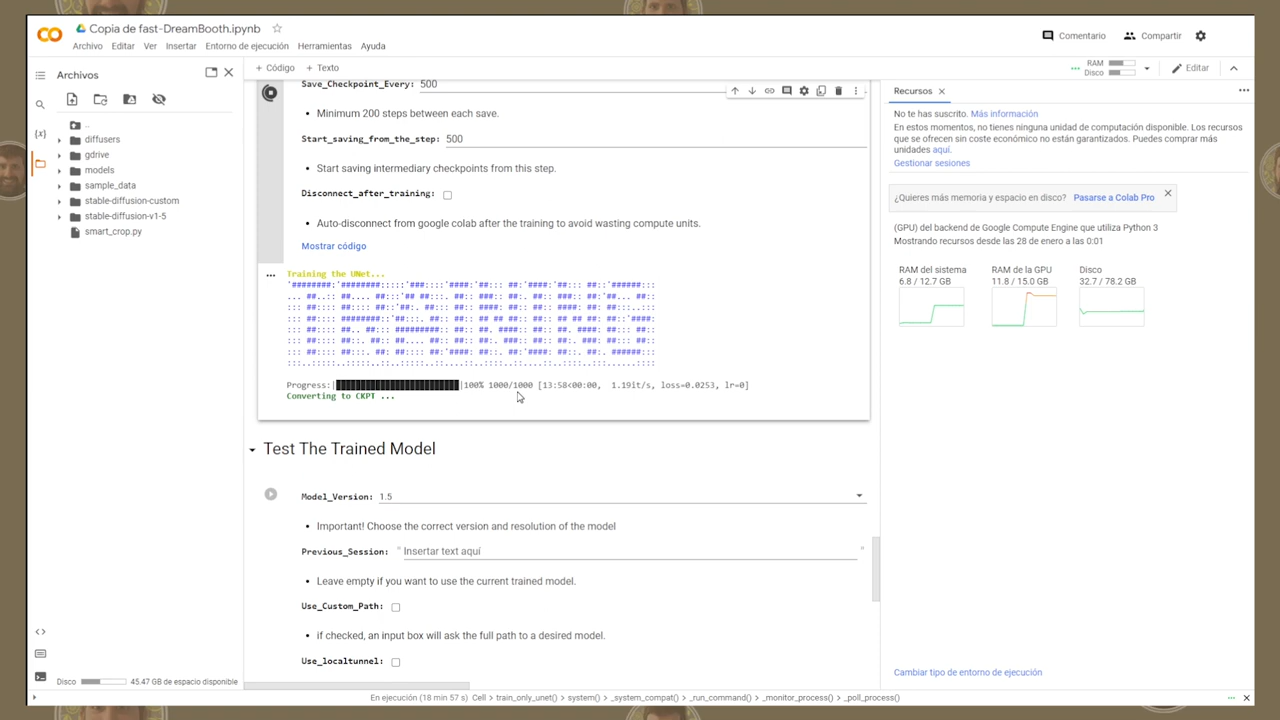 Copia de fast-DreamBooth.ipynb
Archivo Editar Ver Insertar Entorno de ejecución Herramientas Ayuda
Comentario Compartir
Archivos
+ Código + Texto
RAM
Disco
Editar
..
diffusers
gdrive
models
sample_data
stable-diffusion-custom
stable-diffusion-v1-5
smart_crop.py
Disco 45.47 GB de espacio disponible
Save_Checkpoint_Every: 500
• Minimum 200 steps between each save.
Start_saving_from_the_step: 500
• Start saving intermediary checkpoints from this step.
Disconnect_after_training:
• Auto-disconnect from google colab after the training to avoid wasting compute units.
Mostrar código
Training the UNet...
Progress:| |100% 1000/1000 [13:58<00:00, 1.19it/s, loss=0.0253, lr=0]
Converting to CKPT ...
Test The Trained Model
Model_Version: 1.5
• Important! Choose the correct version and resolution of the model
Previous_Session: " Insertar text aquí "
• Leave empty if you want to use the current trained model.
Use_Custom_Path:
• if checked, an input box will ask the full path to a desired model.
Use_localtunnel:
Recursos
No te has suscrito. Más información
En estos momentos, no tienes ninguna unidad de computación disponible. Los recursos
que se ofrecen sin coste económico no están garantizados. Puedes comprar más
unidades aquí.
Gestionar sesiones
¿Quieres más memoria y espacio en disco? Pasarse a Colab Pro
(GPU) del backend de Google Compute Engine que utiliza Python 3
Mostrando recursos desde las 28 de enero a las 0:01
RAM del sistema
6.8 / 12.7 GB
RAM de la GPU
11.8 / 15.0 GB
Disco
32.7 / 78.2 GB
Cambiar tipo de entorno de ejecución
En ejecución (18 min 57 s) Cell > train_only_unet() > system() > _system_compat() > _run_command() > _monitor_process() > _poll_process()